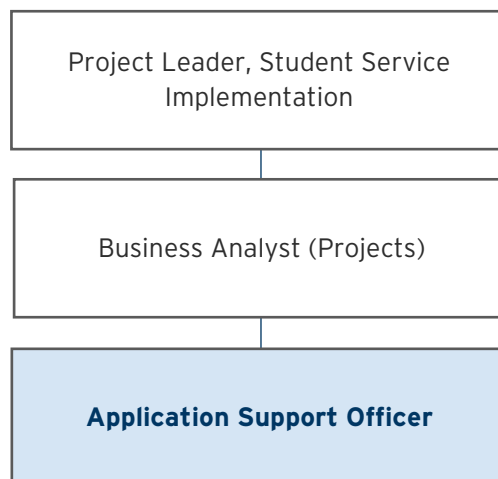 Project Leader, Student Service
Implementation
Business Analyst (Projects)
Application Support Officer